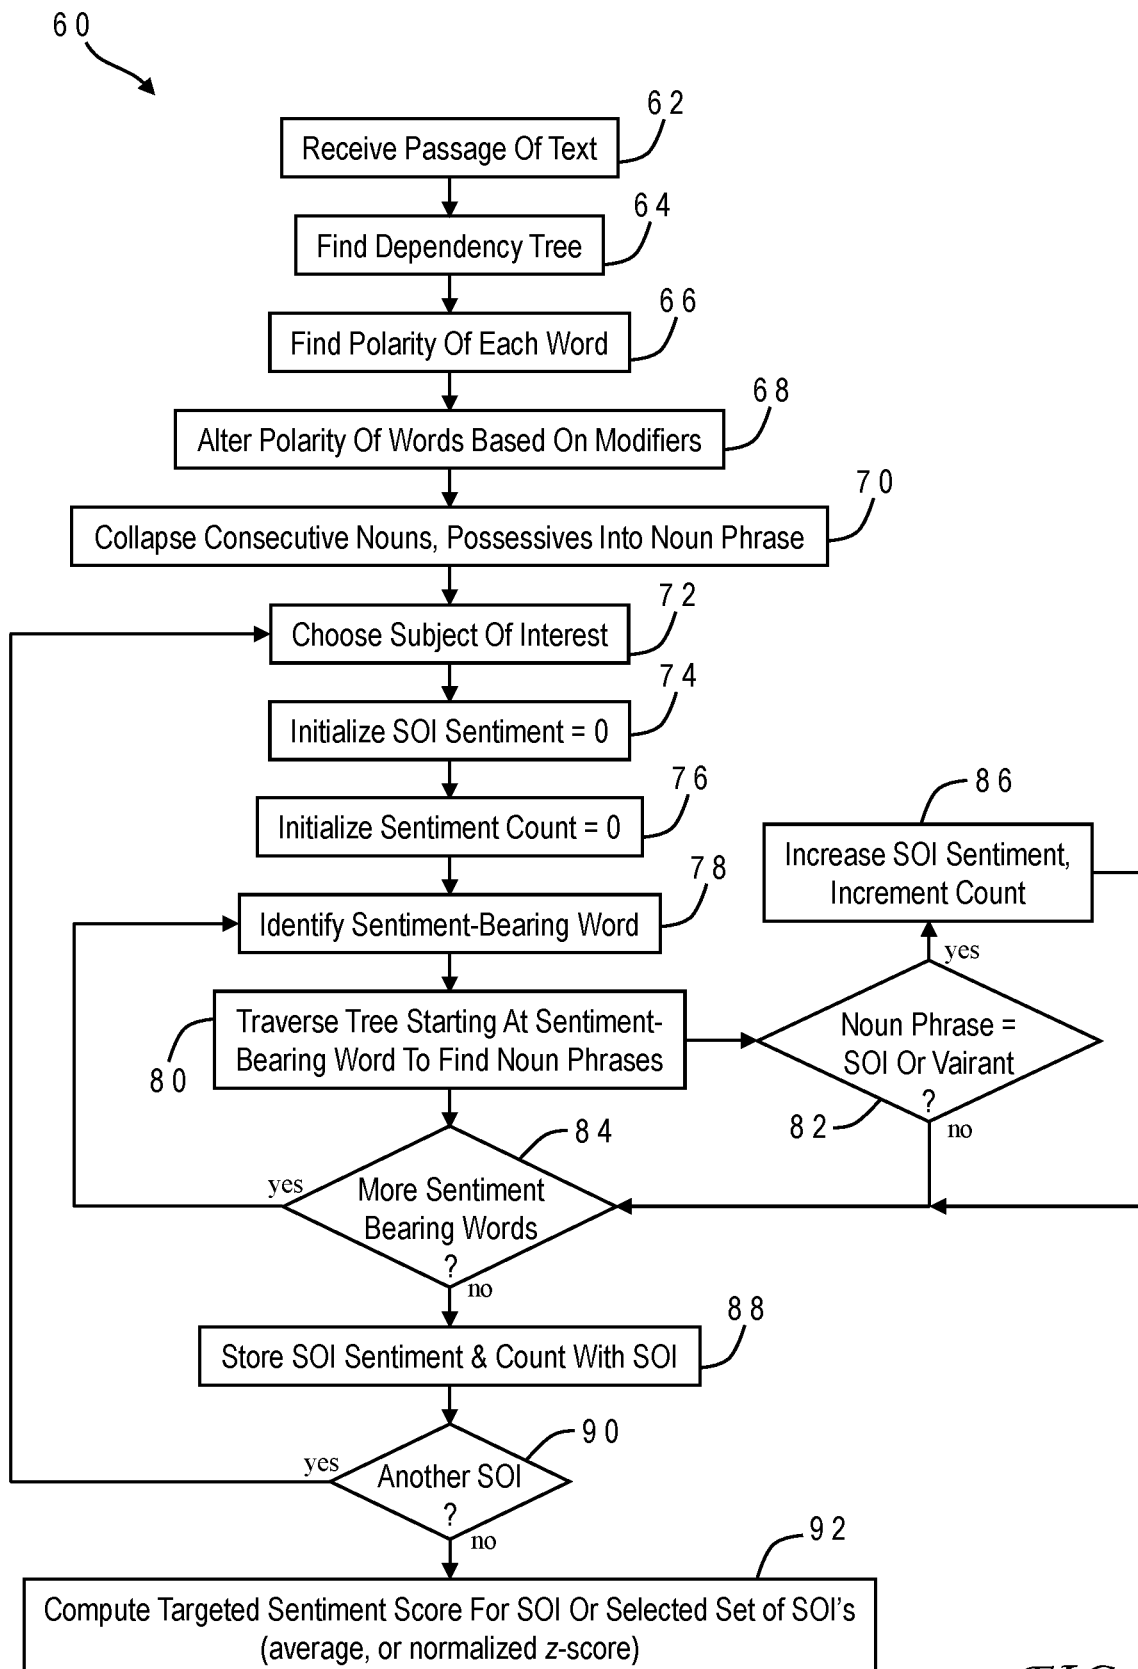 60
62
Receive Passage Of Text
64
Find Dependency Tree
66
Find Polarity Of Each Word
68
Alter Polarity Of Words Based On Modifiers
70
Collapse Consecutive Nouns, Possessives Into Noun Phrase
72
Choose Subject Of Interest
74
Initialize SOI Sentiment = 0
76
Initialize Sentiment Count = 0
86
Increase SOI Sentiment,
Increment Count
78
Identify Sentiment-Bearing Word
yes
80
Traverse Tree Starting At Sentiment-
Bearing Word To Find Noun Phrases
Noun Phrase =
SOI Or Vairant
?
82
no
84
yes
More Sentiment
Bearing Words
?
no
88
Store SOI Sentiment & Count With SOI
90
yes
Another SOI
?
no
92
Compute Targeted Sentiment Score For SOI Or Selected Set of SOI's
(average, or normalized z-score)